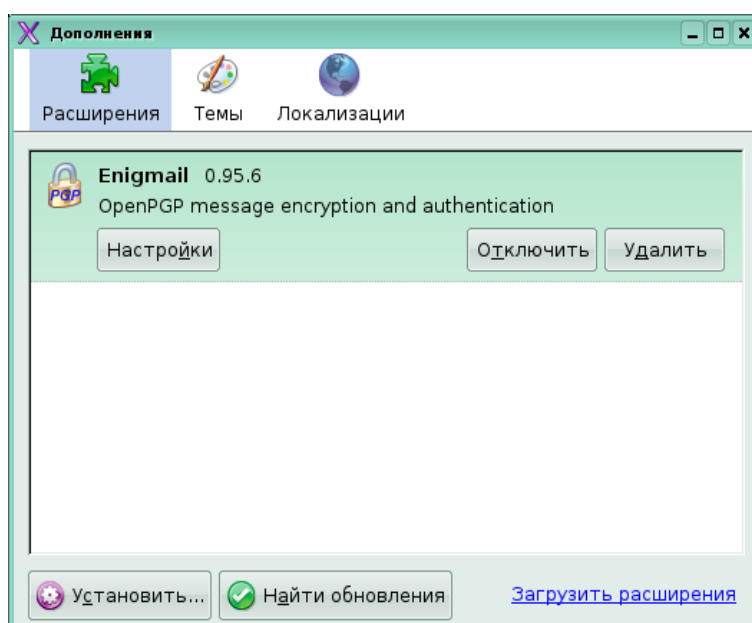 Дополнения
Расширения Темы Локализации
Enigmail 0.95.6
PGP
OpenPGP message encryption and authentication
Настройки Отключить Удалить
Установить... Найти обновления Загрузить расширения